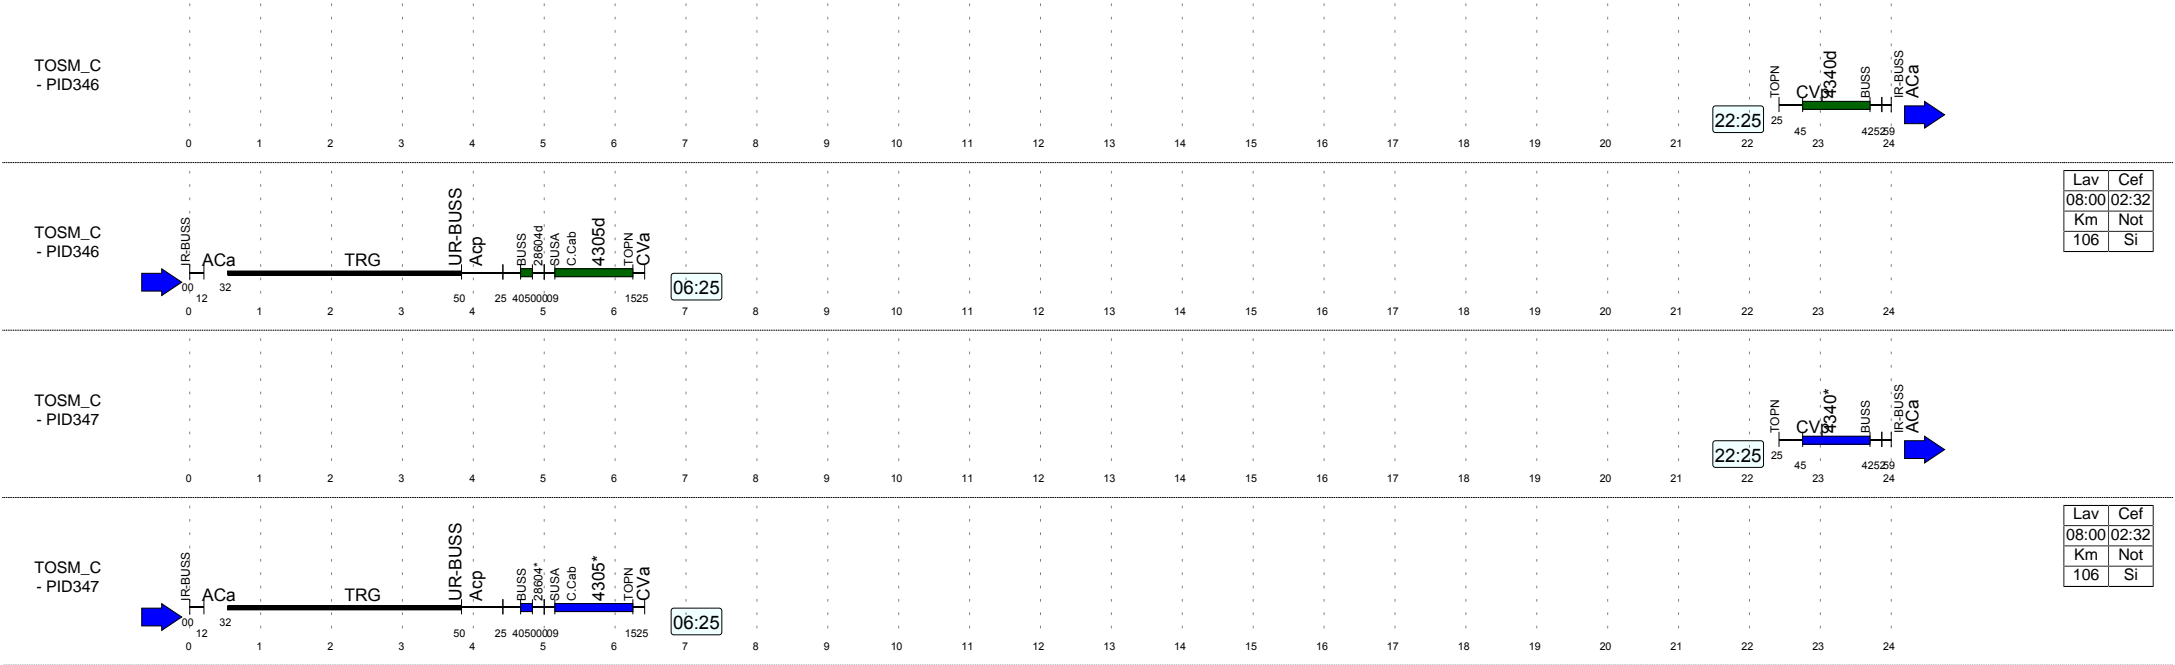 TOSM_C
- PID346
22:25
TOPN
CVp
4340d
BUSS
IR-BUSS
ACa
25
45
42 52 59
0 1 2 3 4 5 6 7 8 9 10 11 12 13 14 15 16 17 18 19 20 21 22 23 24
TOSM_C
- PID346
IR-BUSS
ACa
TRG
UR-BUSS
Acp
BUSS
28604d
SUSA
C.Cab
4305d
TOPN
CVa
00
12
32
50
25
40 50 00 09
15 25
06:25
Lav Cef
08:00 02:32
Km Not
106 Si
0 1 2 3 4 5 6 7 8 9 10 11 12 13 14 15 16 17 18 19 20 21 22 23 24
TOSM_C
- PID347
22:25
TOPN
CVp
4340*
BUSS
IR-BUSS
ACa
25
45
42 52 59
0 1 2 3 4 5 6 7 8 9 10 11 12 13 14 15 16 17 18 19 20 21 22 23 24
TOSM_C
- PID347
IR-BUSS
ACa
TRG
UR-BUSS
Acp
BUSS
28604*
SUSA
C.Cab
4305*
TOPN
CVa
00
12
32
50
25
40 50 00 09
15 25
06:25
Lav Cef
08:00 02:32
Km Not
106 Si
0 1 2 3 4 5 6 7 8 9 10 11 12 13 14 15 16 17 18 19 20 21 22 23 24